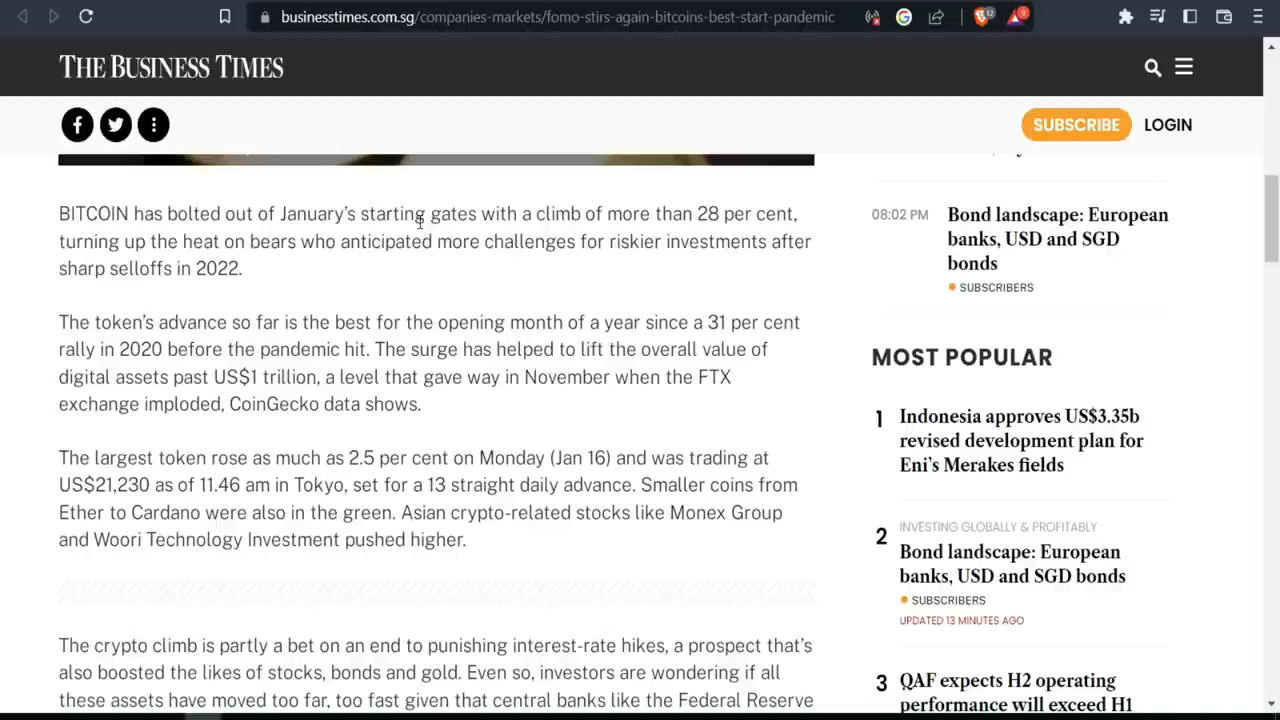 businesstimes.com.sg/companies-markets/fomo-stirs-again-bitcoins-best-start-pandemic
12
9
THE BUSINESS TIMES
SUBSCRIBE
LOGIN
BITCOIN has bolted out of January's starting gates with a climb of more than 28 per cent,
turning up the heat on bears who anticipated more challenges for riskier investments after
sharp selloffs in 2022.
The token's advance so far is the best for the opening month of a year since a 31 per cent
rally in 2020 before the pandemic hit. The surge has helped to lift the overall value of
digital assets past US$1 trillion, a level that gave way in November when the FTX
exchange imploded, CoinGecko data shows.
The largest token rose as much as 2.5 per cent on Monday (Jan 16) and was trading at
US$21,230 as of 11.46 am in Tokyo, set for a 13 straight daily advance. Smaller coins from
Ether to Cardano were also in the green. Asian crypto-related stocks like Monex Group
and Woori Technology Investment pushed higher.
The crypto climb is partly a bet on an end to punishing interest-rate hikes, a prospect that's
also boosted the likes of stocks, bonds and gold. Even so, investors are wondering if all
these assets have moved too far, too fast given that central banks like the Federal Reserve
08:02 PM
Bond landscape: European
banks, USD and SGD
bonds
SUBSCRIBERS
MOST POPULAR
1
Indonesia approves US$3.35b
revised development plan for
Eni's Merakes fields
2
INVESTING GLOBALLY & PROFITABLY
Bond landscape: European
banks, USD and SGD bonds
SUBSCRIBERS
UPDATED 13 MINUTES AGO
3
QAF expects H2 operating
performance will exceed H1